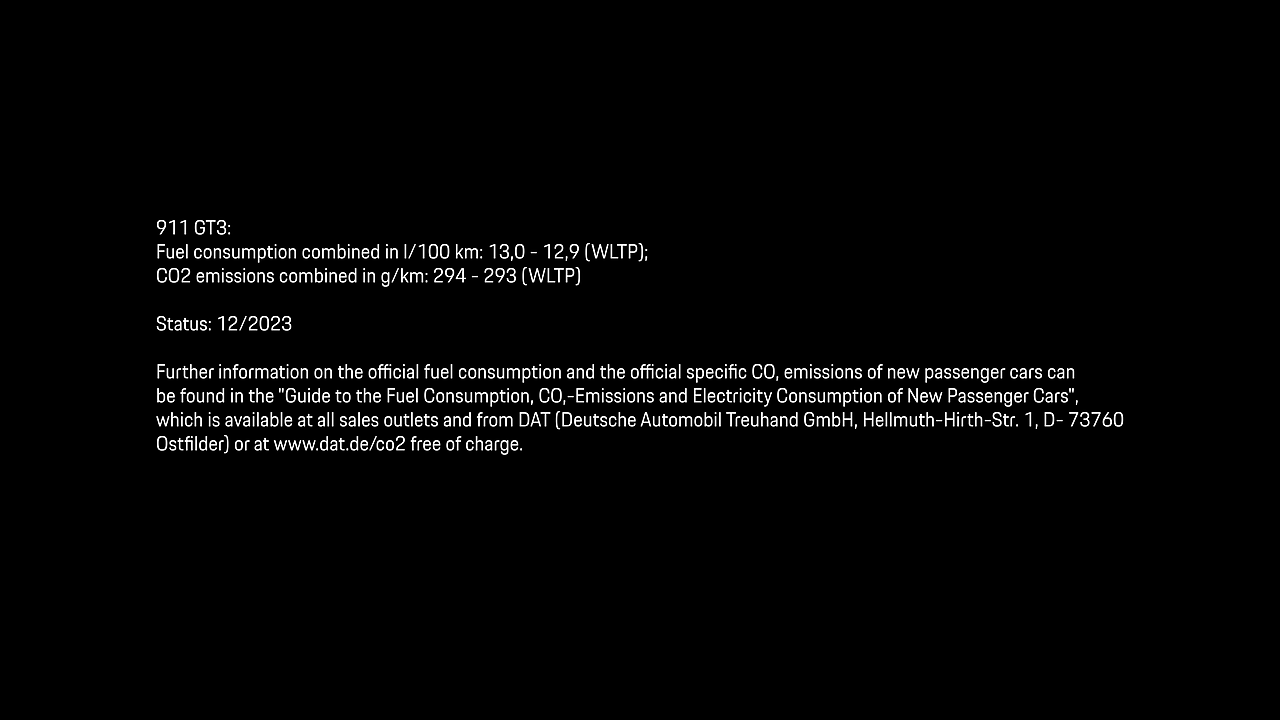 911 GT3:
Fuel consumption combined in l/100 km: 13,0 - 12,9 (WLTP);
CO2 emissions combined in g/km: 294 - 293 (WLTP)
Status: 12/2023
Further information on the official fuel consumption and the official specific CO, emissions of new passenger cars can
be found in the "Guide to the Fuel Consumption, CO,-Emissions and Electricity Consumption of New Passenger Cars",
which is available at all sales outlets and from DAT (Deutsche Automobil Treuhand GmbH, Hellmuth-Hirth-Str. 1, D- 73760
Ostfilder) or at www.dat.de/co2 free of charge.